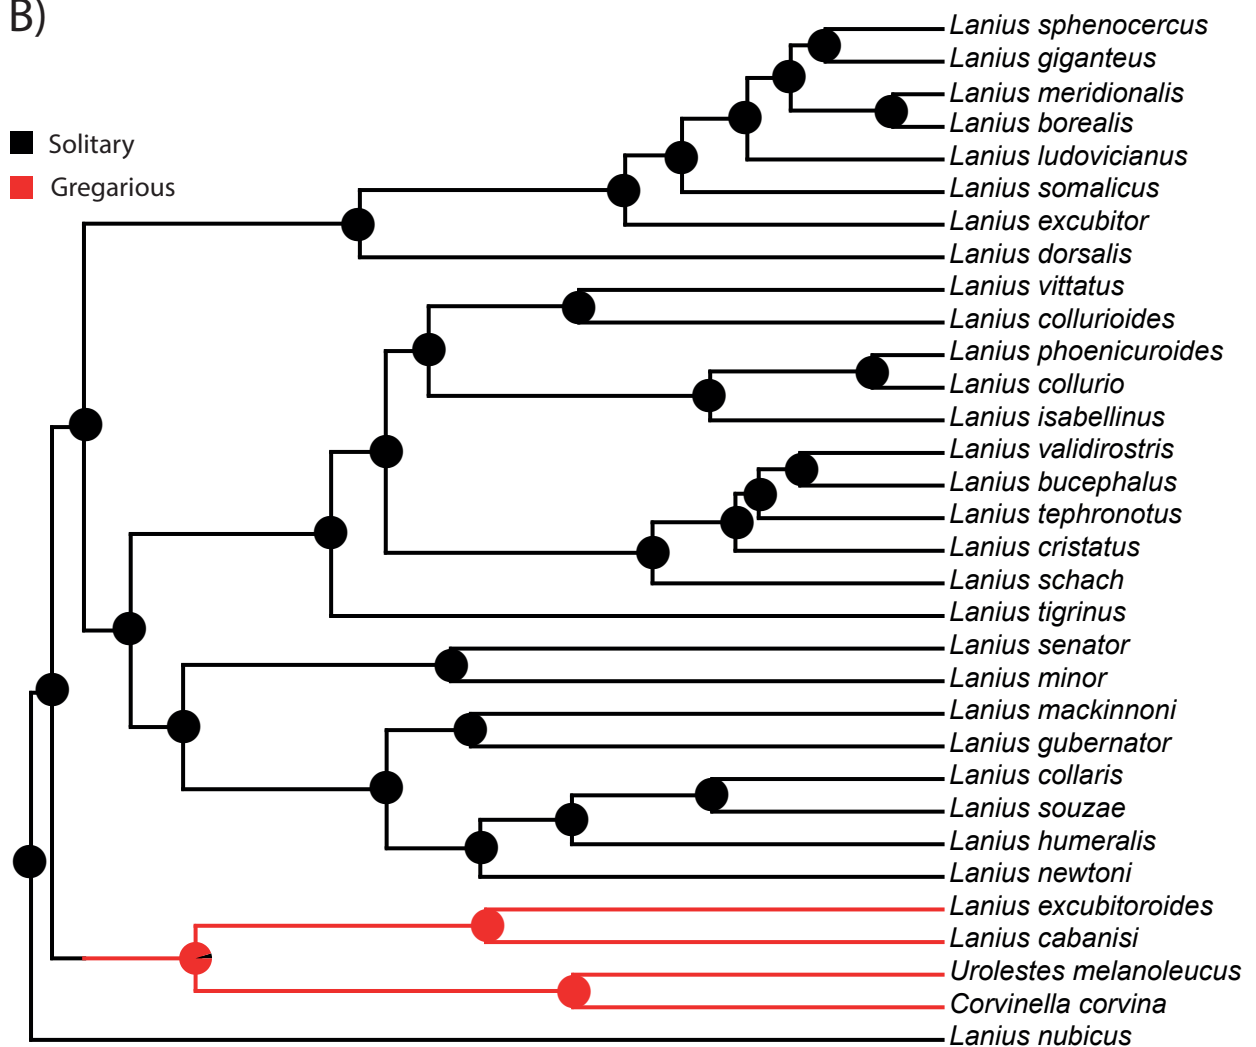 B)
Solitary
Gregarious
Lanius sphenocercus
Lanius giganteus
Lanius meridionalis
Lanius borealis
Lanius ludovicianus
Lanius somalicus
Lanius excubitor
Lanius dorsalis
Lanius vittatus
Lanius collurioides
Lanius phoenicuroides
Lanius collurio
Lanius isabellinus
Lanius validirostris
Lanius bucephalus
Lanius tephronotus
Lanius cristatus
Lanius schach
Lanius tigrinus
Lanius senator
Lanius minor
Lanius mackinnoni
Lanius gubernator
Lanius collaris
Lanius souzae
Lanius humeralis
Lanius newtoni
Lanius excubitoroides
Lanius cabanisi
Urolestes melanoleucus
Corvinella corvina
Lanius nubicus